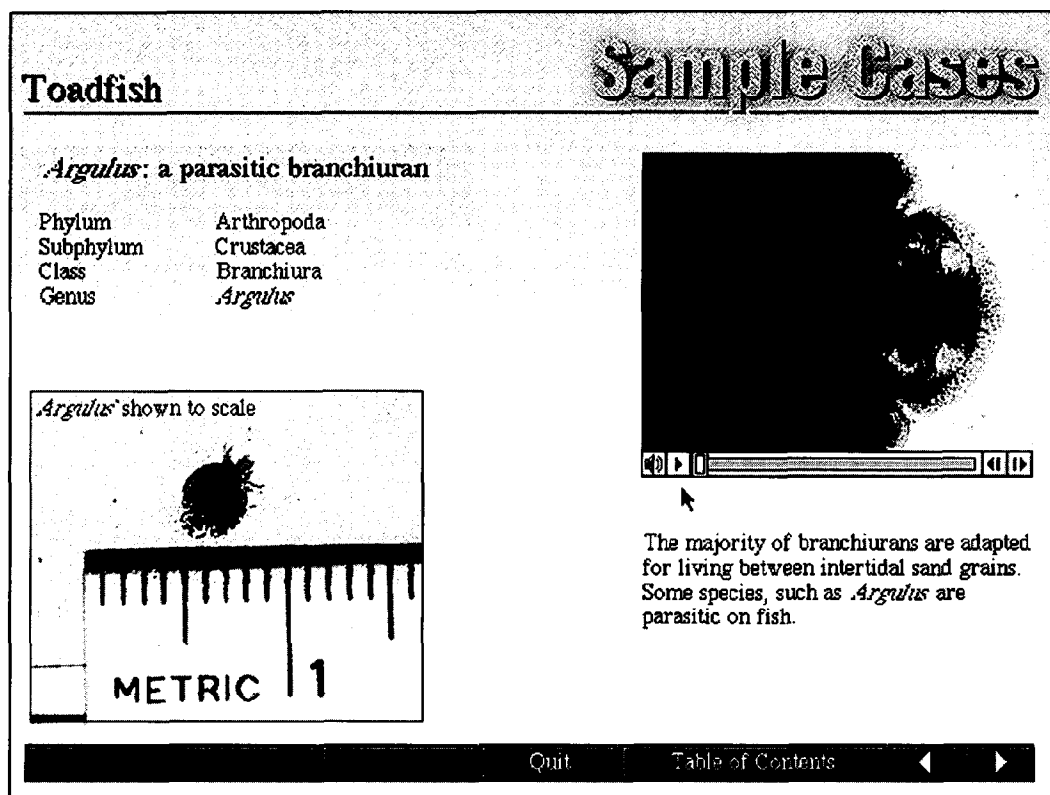 Toadfish
Sample Cases
Argulus: a parasitic branchiuran
Phylum Arthropoda
Subphylum Crustacea
Class Branchiura
Genus Argulus
Argulus shown to scale
METRIC 1
The majority of branchiurans are adapted
for living between intertidal sand grains.
Some species, such as Argulus are
parasitic on fish.
Quit Table of Contents